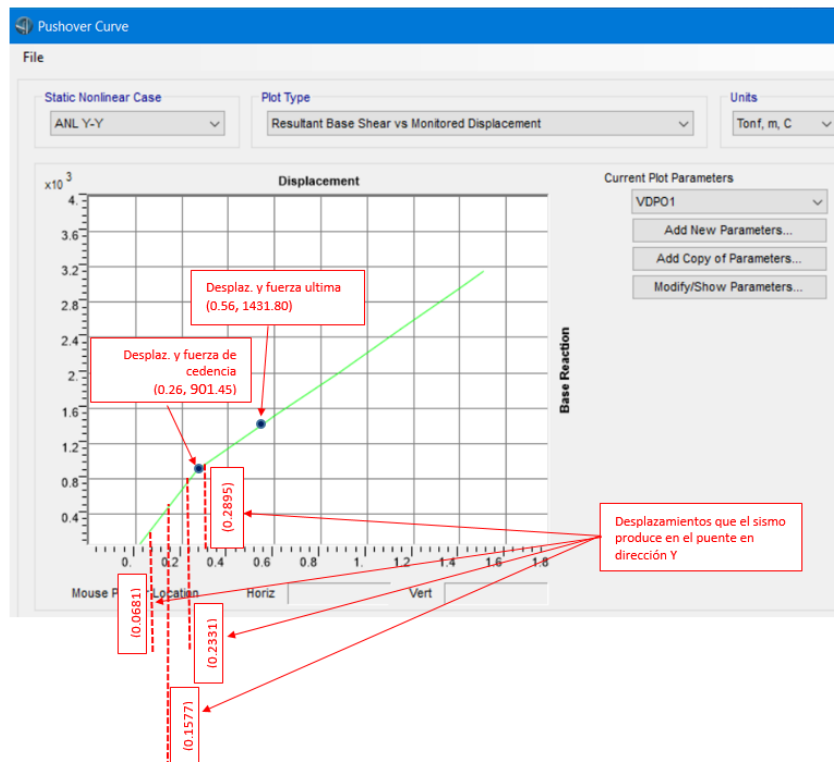 Pushover Curve
File
Static Nonlinear Case
Plot Type
Units
ANL Y-Y
Resultant Base Shear vs Monitored Displacement
Tonf, m, C
x10 3
Displacement
Current Plot Parameters
VDPO1
Add New Parameters...
Add Copy of Parameters...
Modify/Show Parameters...
4.
3.6
3.2
2.8
2.4
2.
1.6
1.2
0.8
0.4
Desplaz. y fuerza ultima
(0.56, 1431.80)
Desplaz. y fuerza de
cedencia
(0.26, 901.45)
Base Reaction
(0.2895)
Desplazamientos que el sismo
produce en el puente en
dirección Y
0. 0.2 0.4 0.6 0.8 1. 1.2 1.4 1.6 1.8
Mouse P Location Horiz Vert
(0.0681)
(0.2331)
(0.1577)